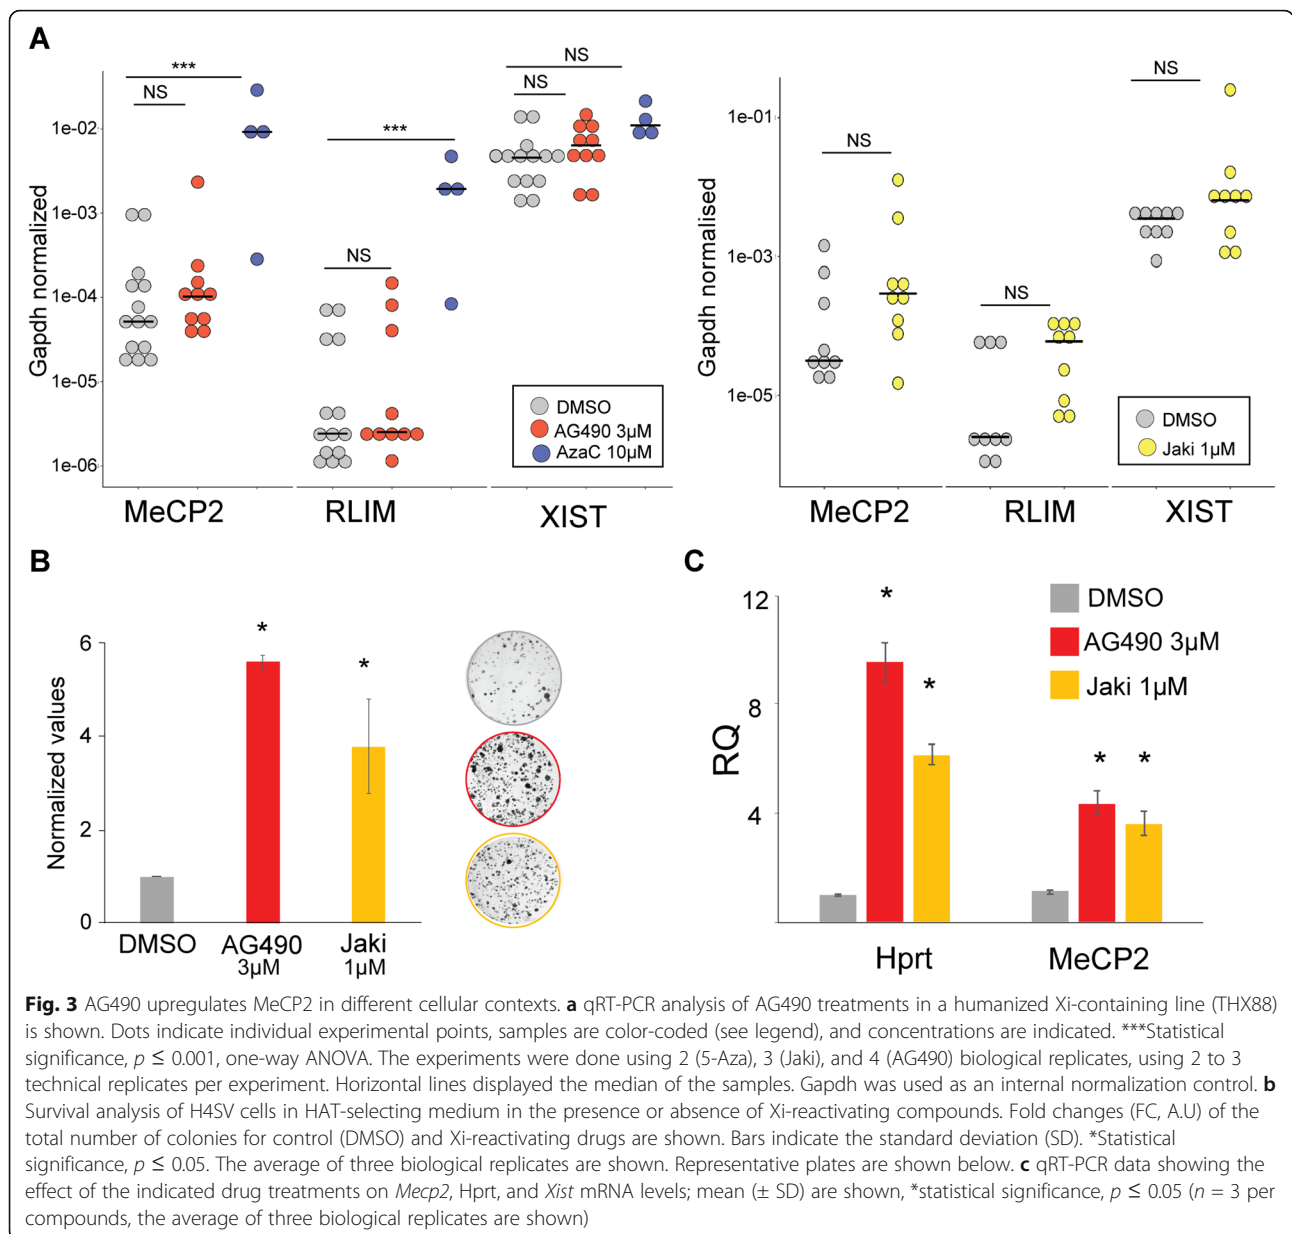 A
***
NS
***
NS
NS
NS
1e-02
1e-03
1e-04
1e-05
1e-06
Gapdh normalized
DMSO
AG490 3µM
AzaC 10µM
MeCP2
RLIM
XIST
NS
NS
NS
1e-01
1e-03
1e-05
Gapdh normalised
DMSO
Jaki 1µM
MeCP2
RLIM
XIST
B
6
4
2
0
Normalized values
*
*
DMSO
AG490
3µM
Jaki
1µM
C
12
8
4
RQ
*
*
*
*
DMSO
AG490 3µM
Jaki 1µM
Hprt
MeCP2
Fig. 3 AG490 upregulates MeCP2 in different cellular contexts. a qRT-PCR analysis of AG490 treatments in a humanized Xi-containing line (THX88)
is shown. Dots indicate individual experimental points, samples are color-coded (see legend), and concentrations are indicated. ***Statistical
significance, p ≤ 0.001, one-way ANOVA. The experiments were done using 2 (5-Aza), 3 (Jaki), and 4 (AG490) biological replicates, using 2 to 3
technical replicates per experiment. Horizontal lines displayed the median of the samples. Gapdh was used as an internal normalization control. b
Survival analysis of H4SV cells in HAT-selecting medium in the presence or absence of Xi-reactivating compounds. Fold changes (FC, A.U) of the
total number of colonies for control (DMSO) and Xi-reactivating drugs are shown. Bars indicate the standard deviation (SD). *Statistical
significance, p ≤ 0.05. The average of three biological replicates are shown. Representative plates are shown below. c qRT-PCR data showing the
effect of the indicated drug treatments on Mecp2, Hprt, and Xist mRNA levels; mean (± SD) are shown, *statistical significance, p ≤ 0.05 (n = 3 per
compounds, the average of three biological replicates are shown)